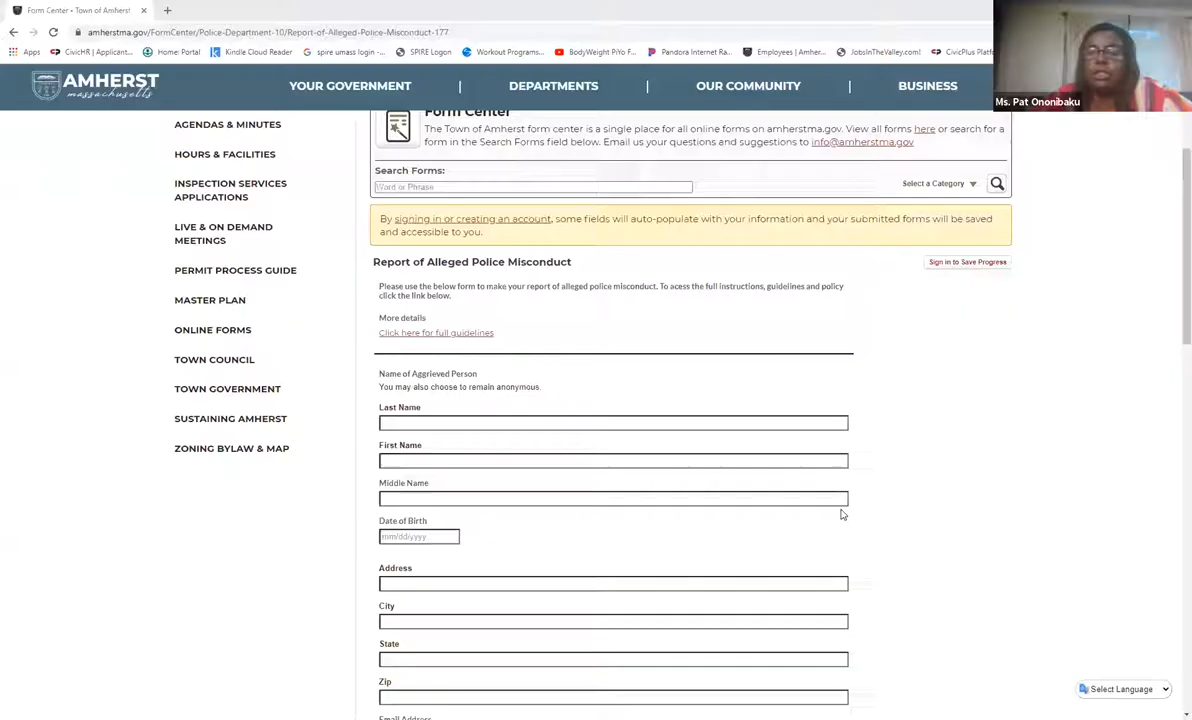 Form Center • Town of Amherst
amherstma.gov/FormCenter/Police-Department-10/Report-of-Alleged-Police-Misconduct-177
Apps CivicHR | Applicant... Home: Portal Kindle Cloud Reader spire umass login -... SPIRE Logon Workout Programs... BodyWeight PiYo F... Pandora Internet Ra... Employees | Amher... JobsInTheValley.com! CivicPlus Platf
AMHERST
Massachusetts
YOUR GOVERNMENT | DEPARTMENTS | OUR COMMUNITY | BUSINESS
Ms. Pat Ononibaku
AGENDAS & MINUTES
HOURS & FACILITIES
INSPECTION SERVICES
APPLICATIONS
LIVE & ON DEMAND
MEETINGS
PERMIT PROCESS GUIDE
MASTER PLAN
ONLINE FORMS
TOWN COUNCIL
TOWN GOVERNMENT
SUSTAINING AMHERST
ZONING BYLAW & MAP
Form Center
The Town of Amherst form center is a single place for all online forms on amherstma.gov. View all forms here or search for a
form in the Search Forms field below. Email us your questions and suggestions to info@amherstma.gov
Search Forms:
Word or Phrase
Select a Category
By signing in or creating an account, some fields will auto-populate with your information and your submitted forms will be saved
and accessible to you.
Report of Alleged Police Misconduct
Sign in to Save Progress
Please use the below form to make your report of alleged police misconduct. To acess the full instructions, guidelines and policy
click the link below.
More details
Click here for full guidelines
Name of Aggrieved Person
You may also choose to remain anonymous.
Last Name
First Name
Middle Name
Date of Birth
mm/dd/yyyy
Address
City
State
Zip
Email Address
Select Language